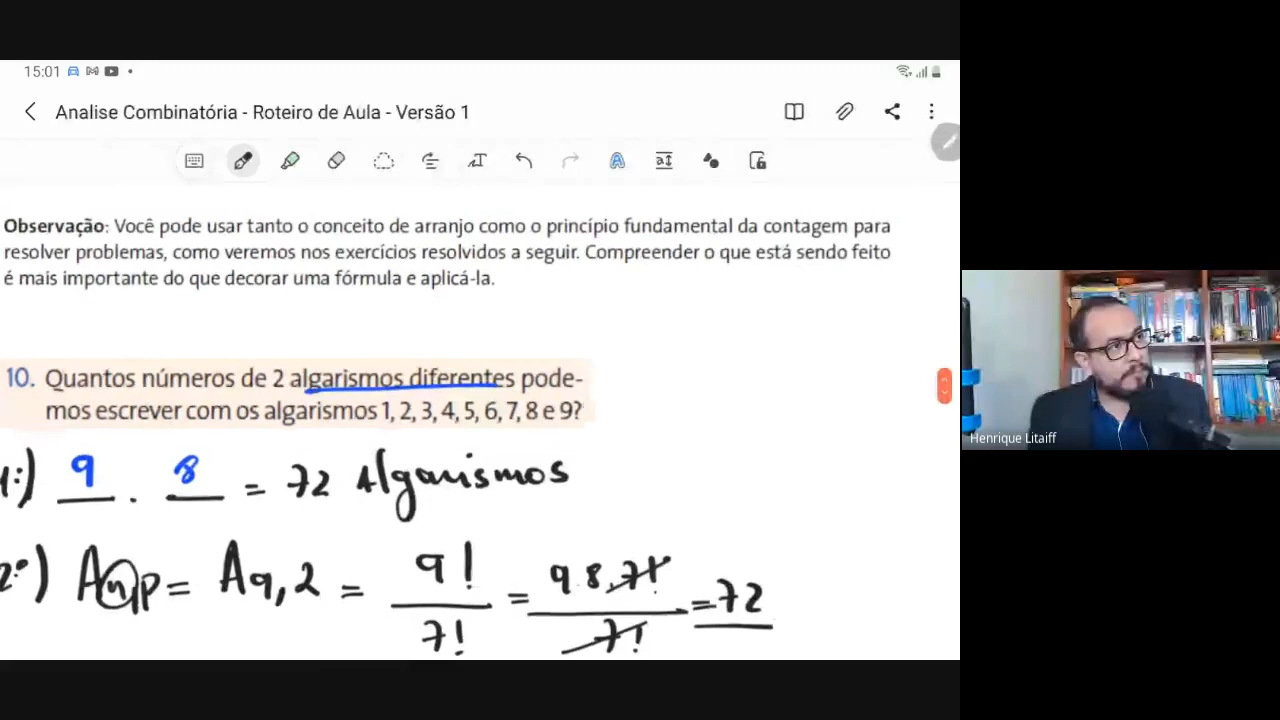 15:01
Analise Combinatória - Roteiro de Aula - Versão 1
Observação: Você pode usar tanto o conceito de arranjo como o princípio fundamental da contagem para
resolver problemas, como veremos nos exercícios resolvidos a seguir. Compreender o que está sendo feito
é mais importante do que decorar uma fórmula e aplicá-la.
10. Quantos números de 2 algarismos diferentes pode-
mos escrever com os algarismos 1, 2, 3, 4, 5, 6, 7, 8 e 9?
1:) 9 . 8 = 72 Algarismos
2º) An,p = A9,2 = 9!/7! = 9.8.7!/7! = 72
Henrique Litaiff